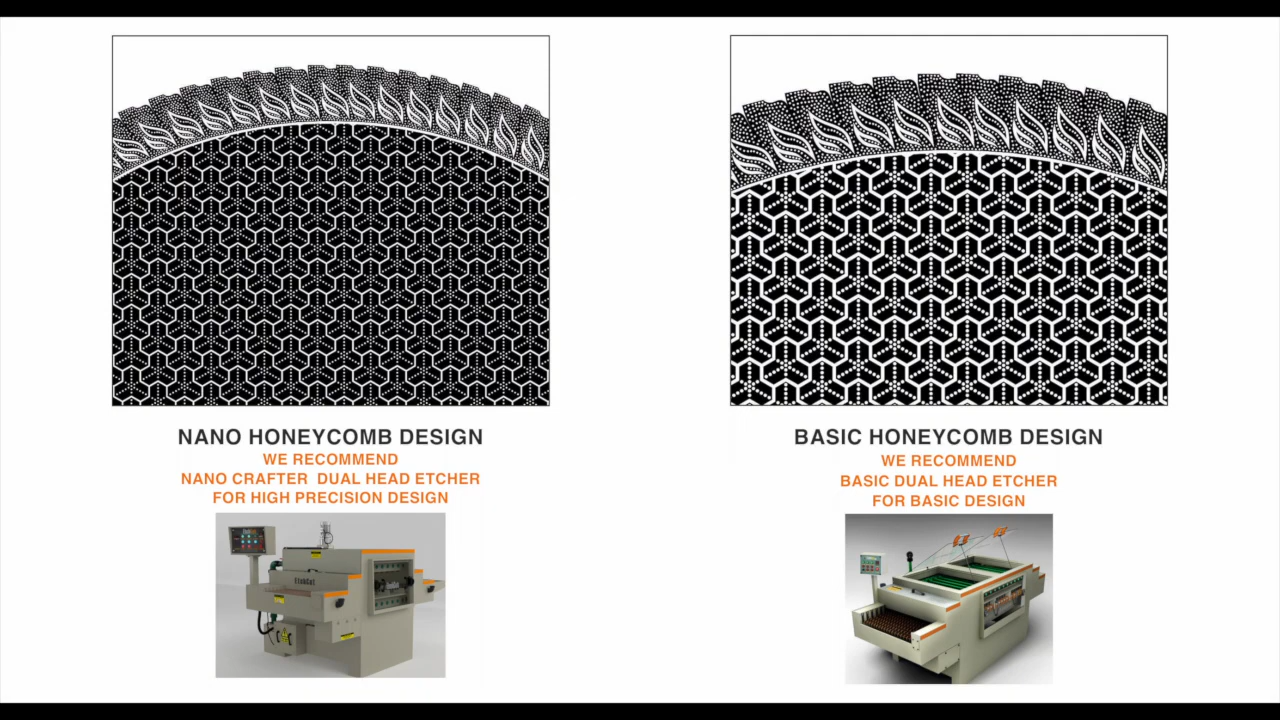 NANO HONEYCOMB DESIGN
WE RECOMMEND
NANO CRAFTER DUAL HEAD ETCHER
FOR HIGH PRECISION DESIGN
BASIC HONEYCOMB DESIGN
WE RECOMMEND
BASIC DUAL HEAD ETCHER
FOR BASIC DESIGN